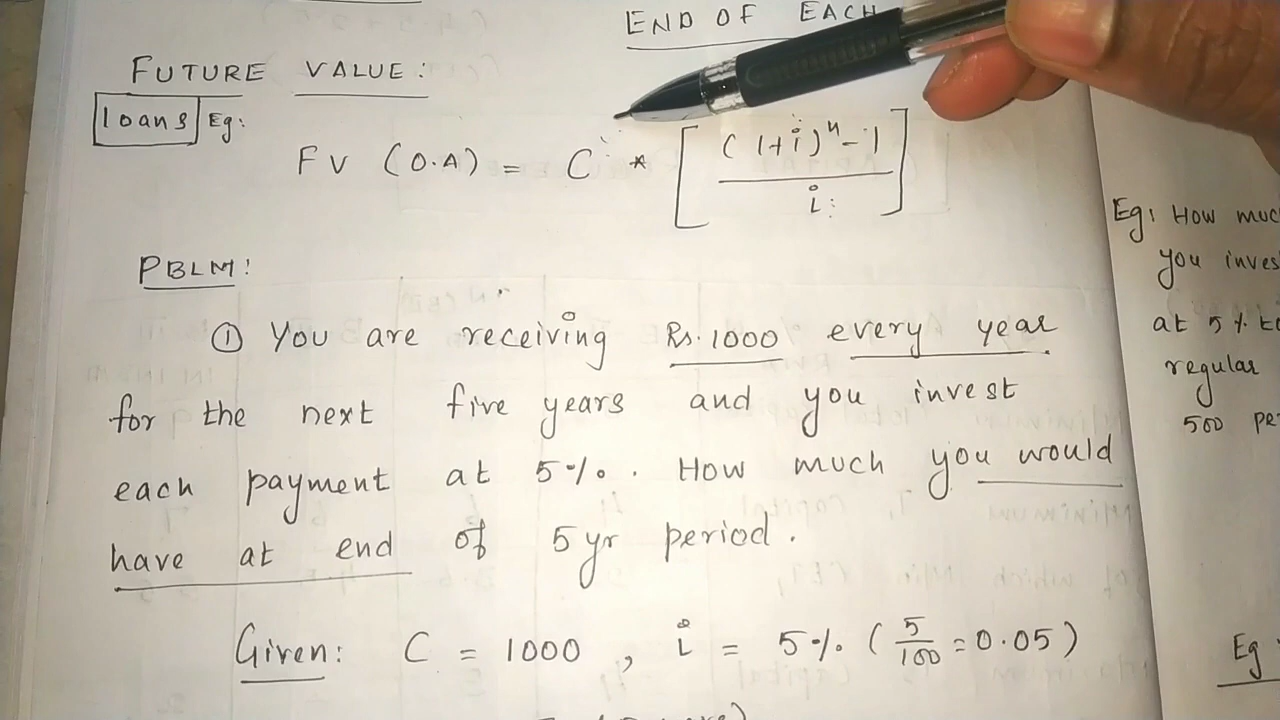 END OF EACH
FUTURE VALUE:
loans Eg:
FV (O.A) = C * [ (1+i)ⁿ-1 / i ]
PBLM:
① You are receiving Rs.1000 every year
for the next five years and you invest
each payment at 5%. How much you would
have at end of 5 yr period.
Given: C = 1000, i = 5% (5/100 = 0.05)
Eg: How muc
you inves
at 5%
regular
500 pe
Eg